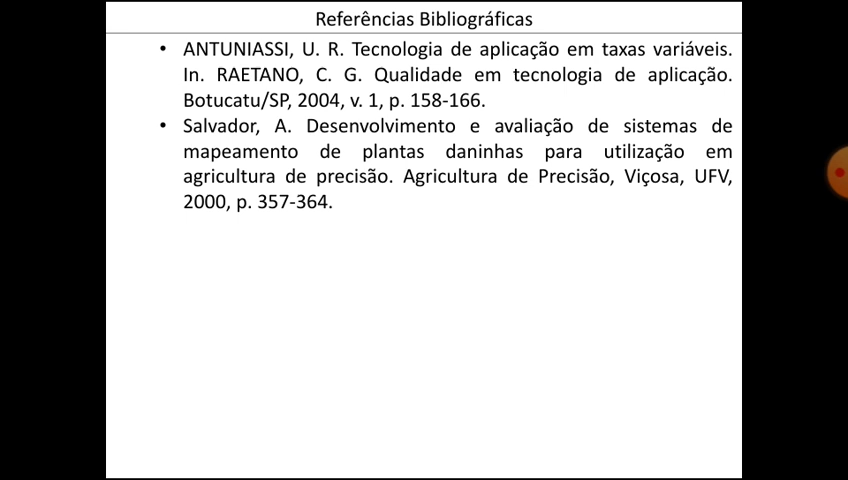 Referências Bibliográficas
• ANTUNIASSI, U. R. Tecnologia de aplicação em taxas variáveis.
In. RAETANO, C. G. Qualidade em tecnologia de aplicação.
Botucatu/SP, 2004, v. 1, p. 158-166.
• Salvador, A. Desenvolvimento e avaliação de sistemas de
mapeamento de plantas daninhas para utilização em
agricultura de precisão. Agricultura de Precisão, Viçosa, UFV,
2000, p. 357-364.